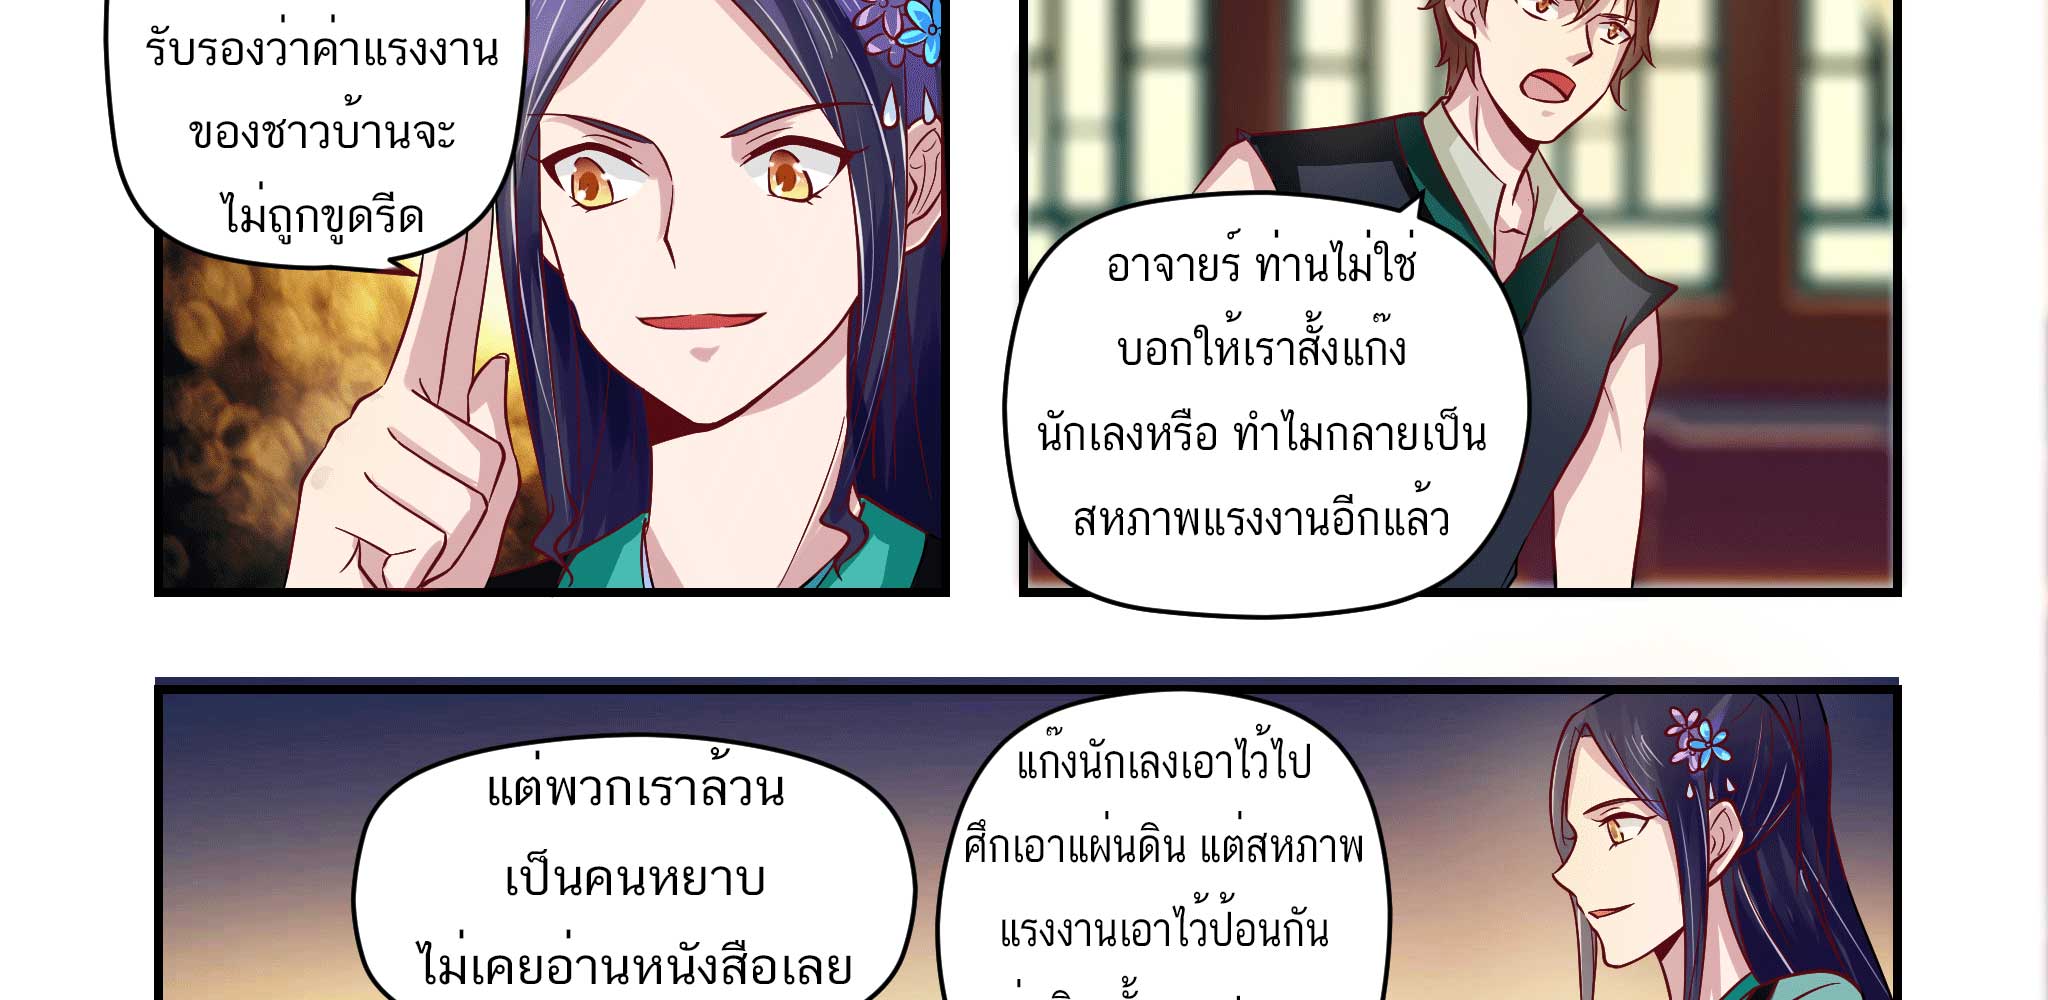 รับรองว่าค่าแรงงาน
ของชาวบ้านจะ
ไม่ถูกขูดรีด
อาจายร์ ท่านไม่ใช่
บอกให้เราสั้งแก๊ง
นักเลงหรือ ทำไมกลายเป็น
สหภาพแรงงานอีกแล้ว
แต่พวกเราล้วน
เป็นคนหยาบ
ไม่เคยอ่านหนังสือเลย
แก๊งนักเลงเอาไว้ไป
ศึกเอาแผ่นดิน แต่สหภาพ
แรงงานเอาไว้ป้อนกัน